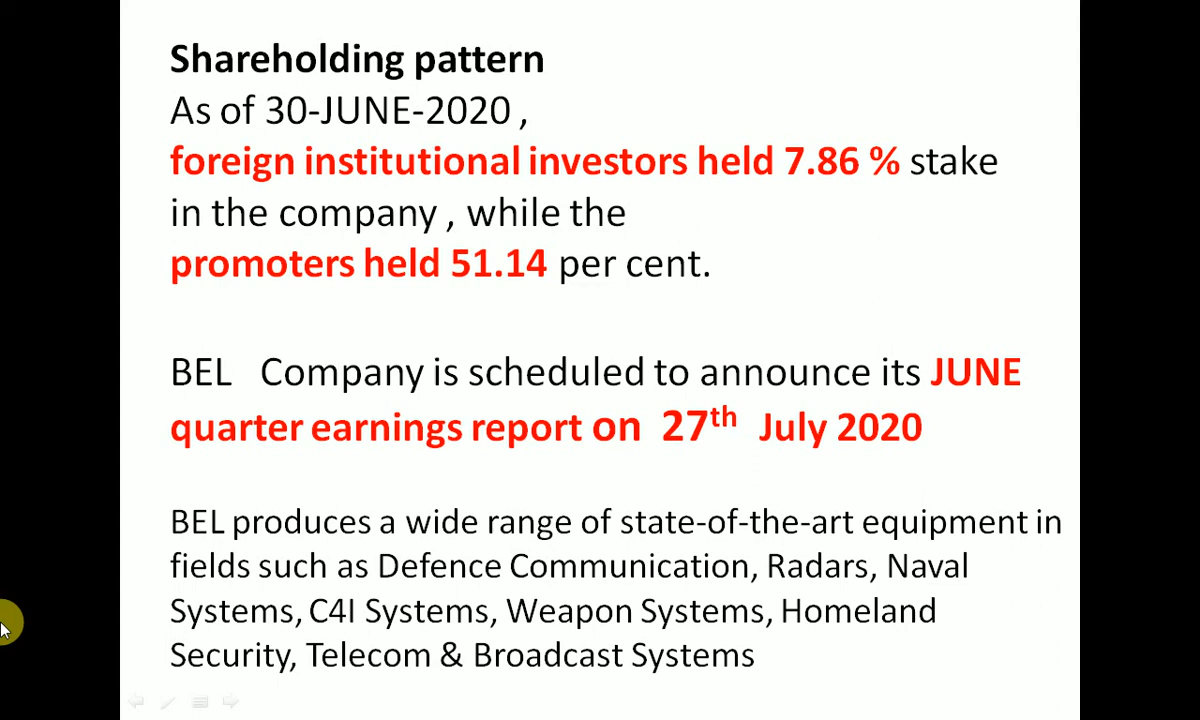 Shareholding pattern
As of 30-JUNE-2020 ,
foreign institutional investors held 7.86 % stake
in the company , while the
promoters held 51.14 per cent.
BEL Company is scheduled to announce its JUNE
quarter earnings report on 27th July 2020
BEL produces a wide range of state-of-the-art equipment in
fields such as Defence Communication, Radars, Naval
Systems, C4I Systems, Weapon Systems, Homeland
Security, Telecom & Broadcast Systems